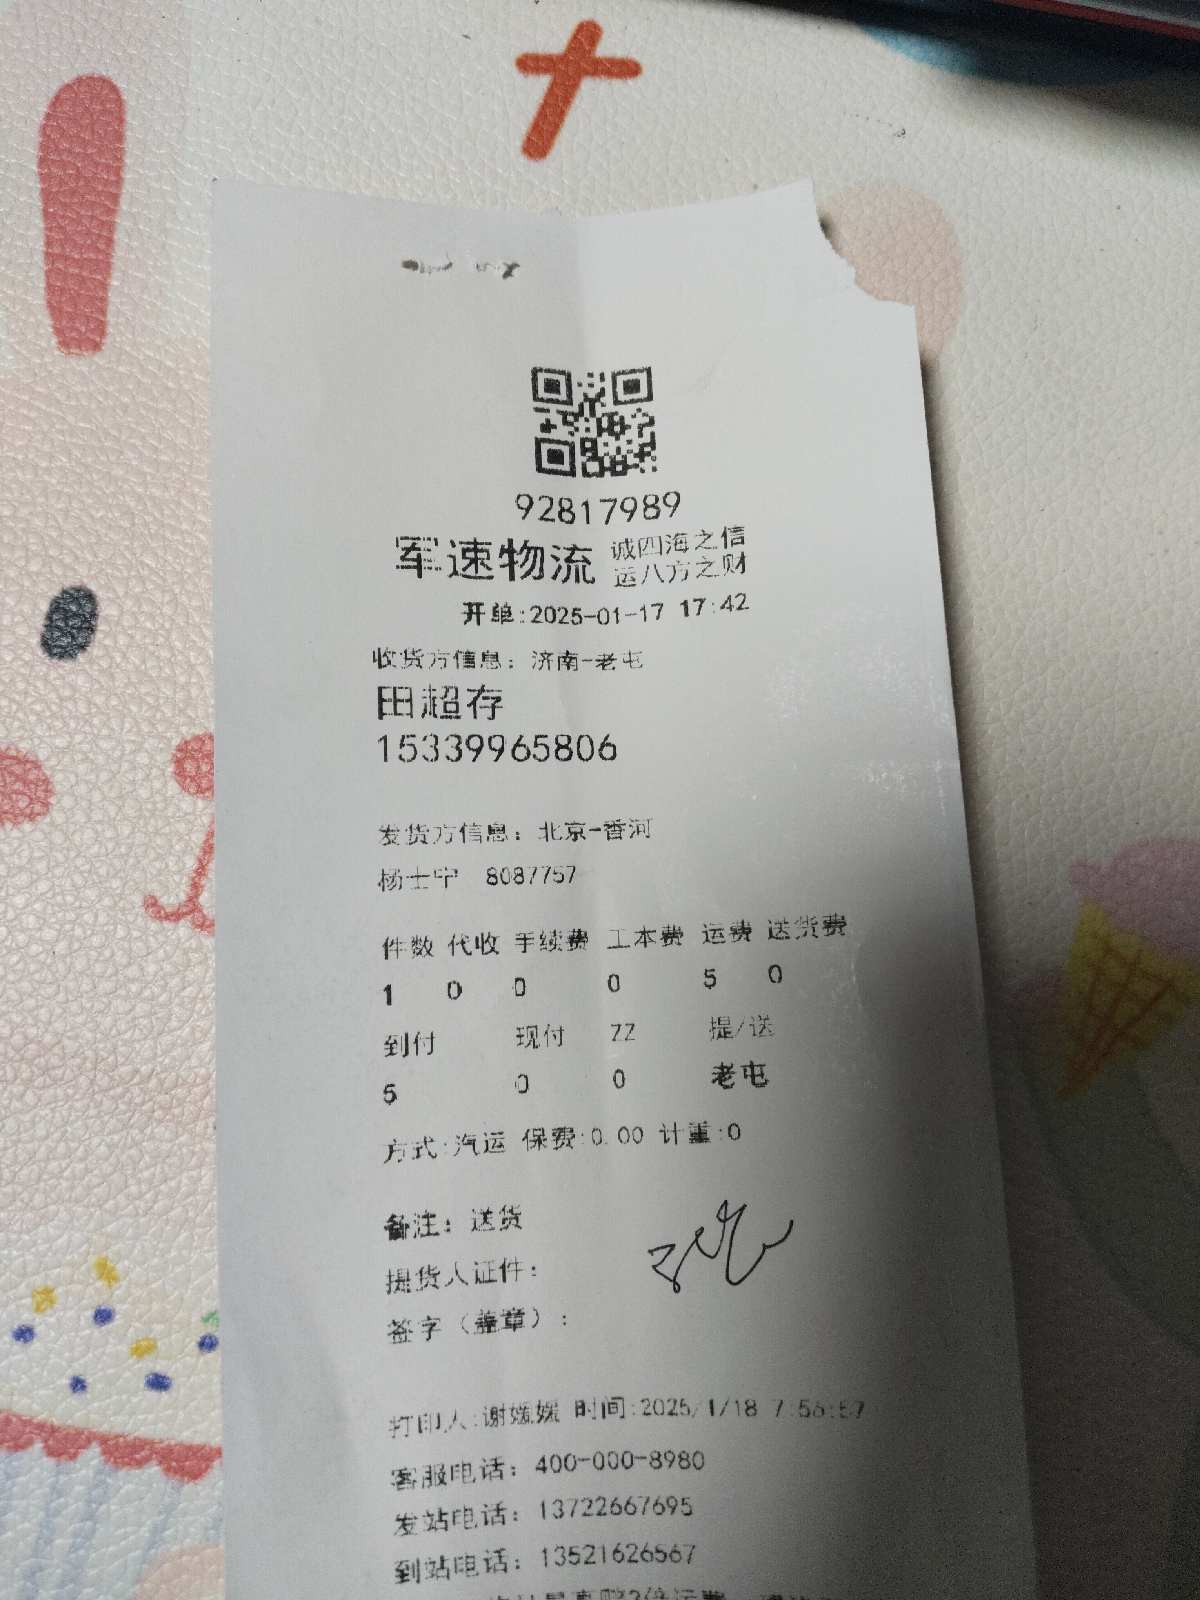 92817989
军速物流 诚四海之信
运八方之财
开单:2025-01-17 17:42
收货方信息：济南-老屯
田超存
15339965806
发货方信息：北京-香河
杨士宁 8087757
件数 代收 手续费 工本费 运费 送货费
1 0 0 0 5 0
到付 现付 ZZ 提/送
5 0 0 老屯
方式:汽运 保费:0.00 计重:0
备注：送货
提货人证件：
签字（盖章）：
打印人:谢媛媛 时间:2025/1/18 7:56:57
客服电话：400-000-8980
发站电话：13722667695
到站电话：13521626567